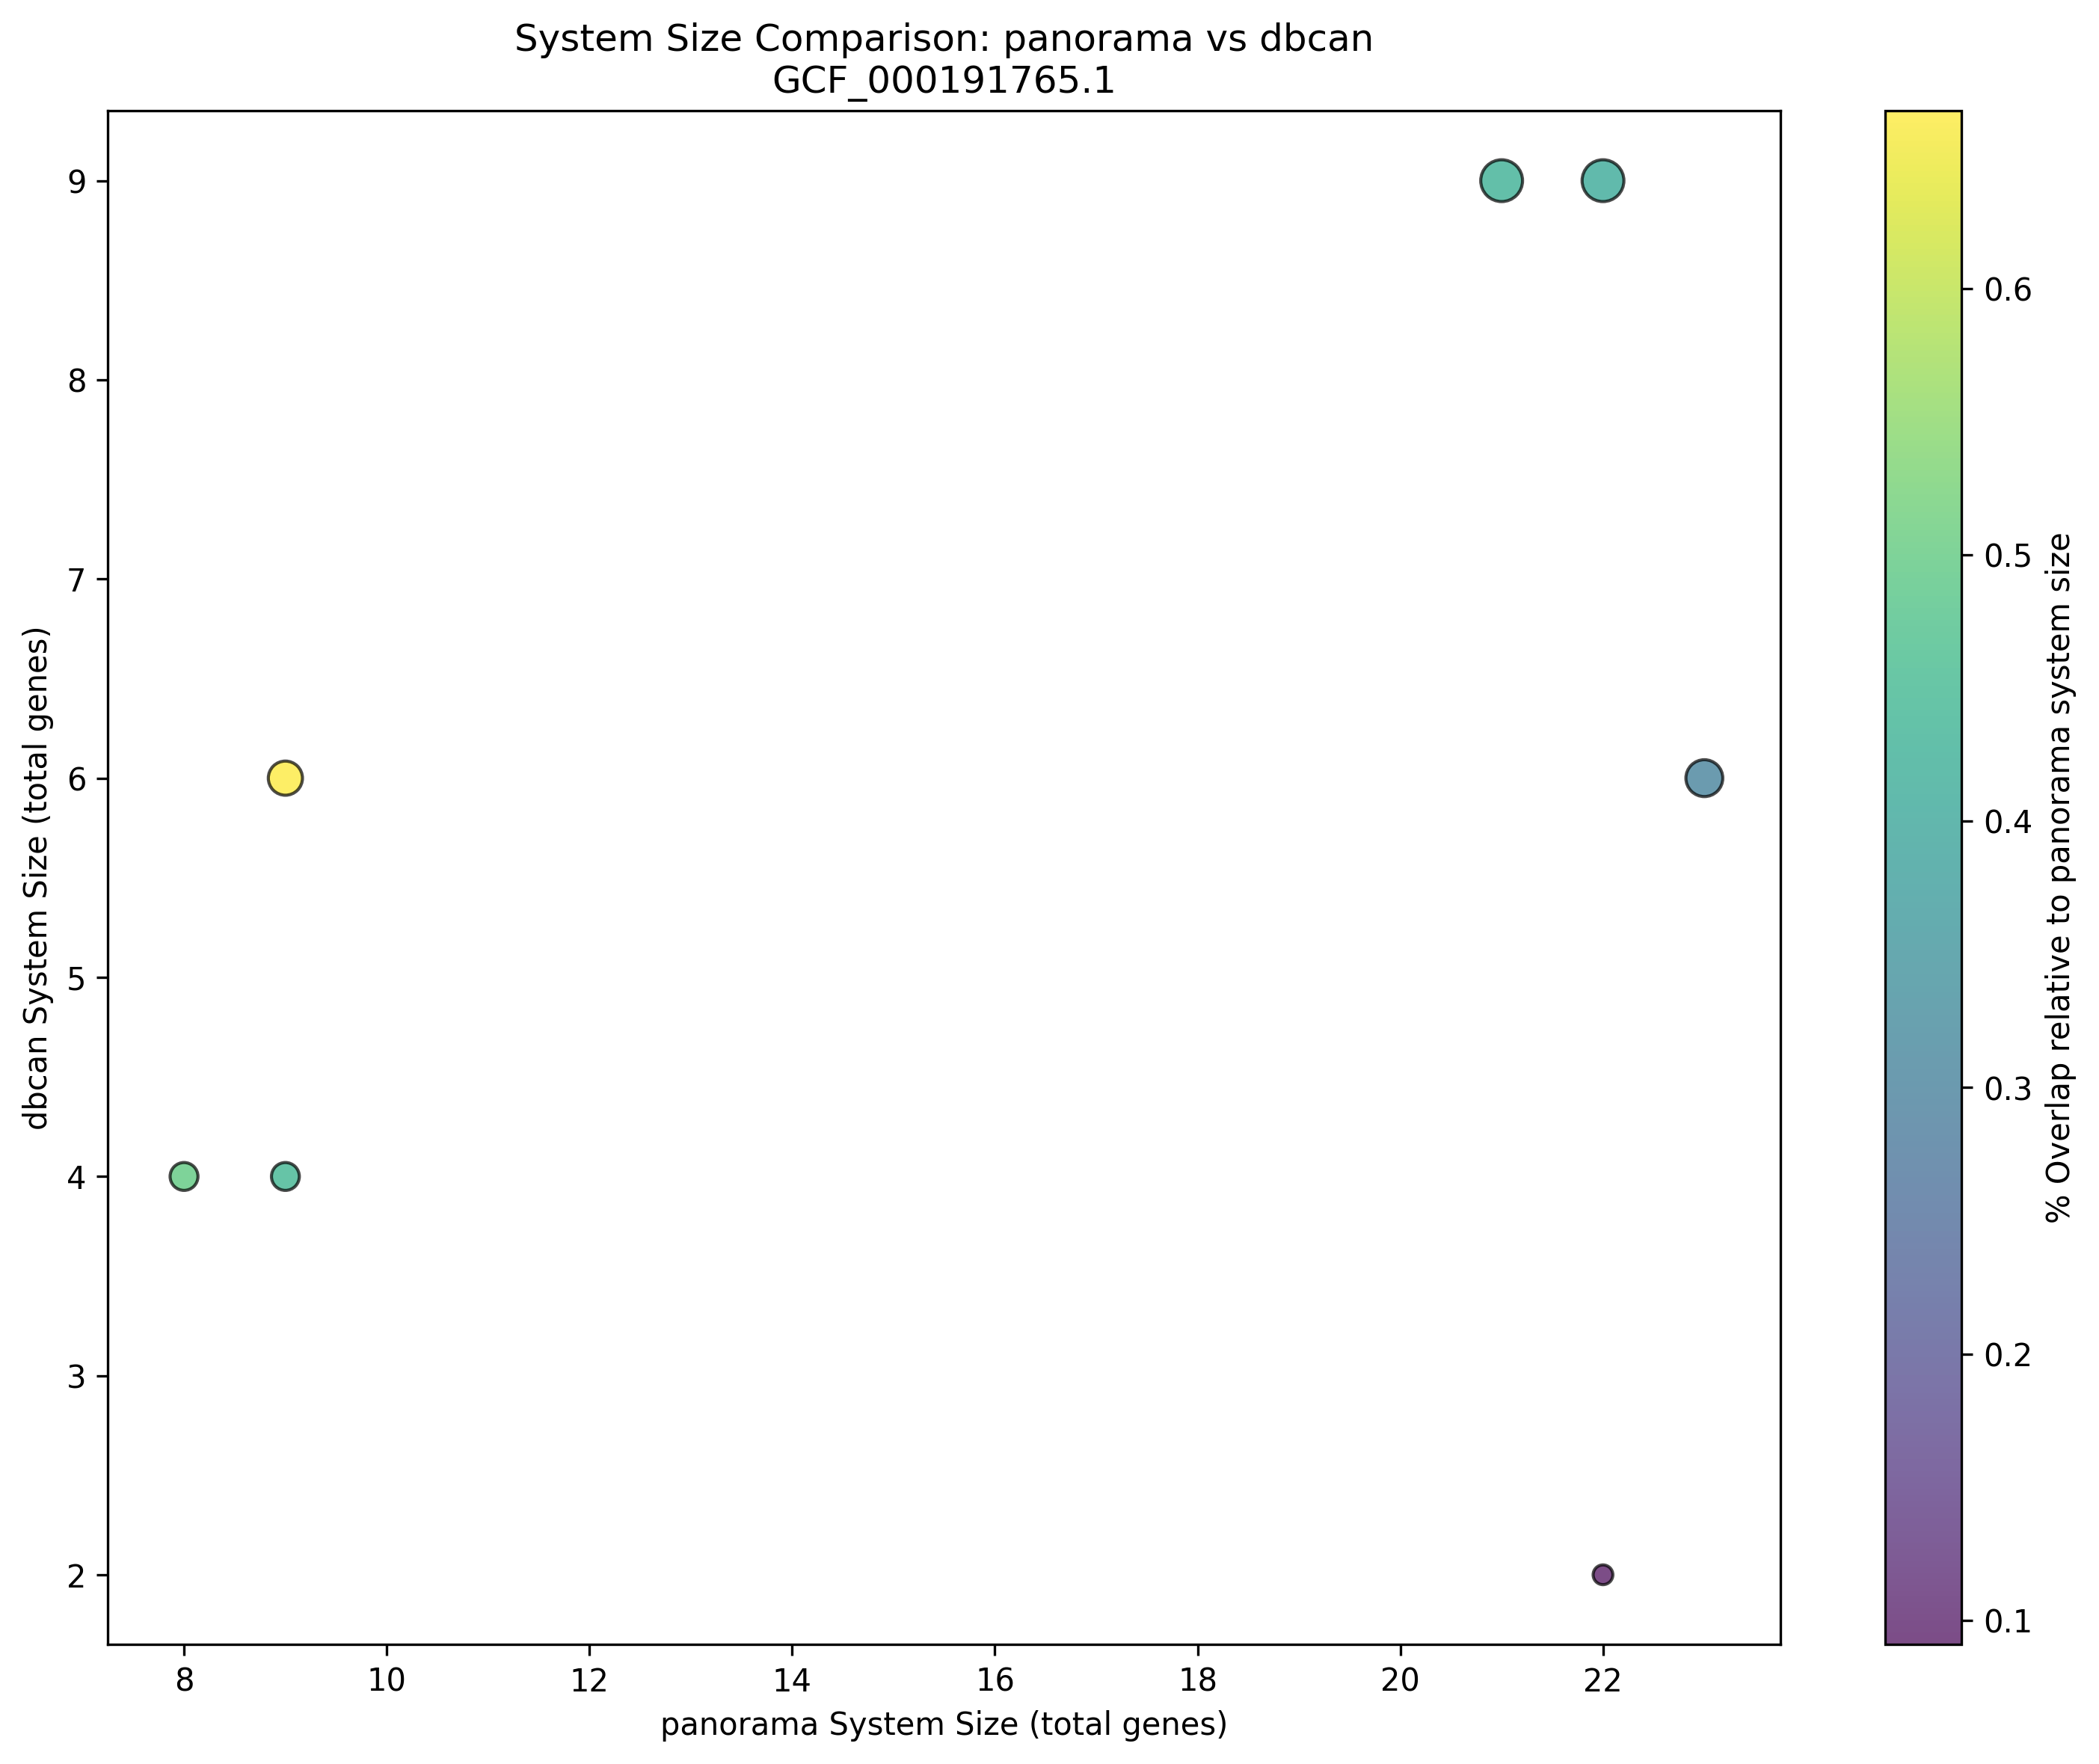 System Size Comparison: panorama vs dbcan
GCF_000191765.1
9
8
7
6
5
4
3
2
dbcan System Size (total genes)
8 10 12 14 16 18 20 22
panorama System Size (total genes)
0.6
0.5
0.4
0.3
0.2
0.1
% Overlap relative to panorama system size